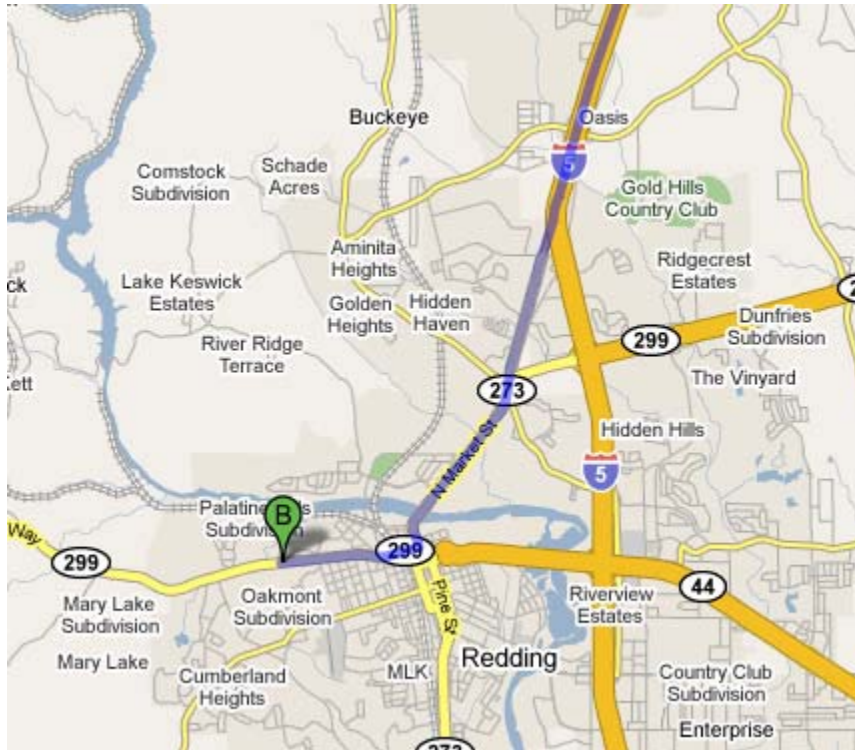 Buckeye
Oasis
5
Comstock
Subdivision
Schade
Acres
Gold Hills
Country Club
Aminita
Heights
Ridgecrest
Estates
Lake Keswick
Estates
Golden
Heights
Hidden
Haven
Dunfries
Subdivision
299
River Ridge
Terrace
The Vinyard
273
Hidden Hills
N Market St
5
Subdivision
B
Way
299
299
44
Oakmont
Subdivision
Pine St
Riverview
Estates
Mary Lake
Subdivision
Mary Lake
Cumberland
Heights
MLK
Redding
Country Club
Subdivision
Enterprise
273